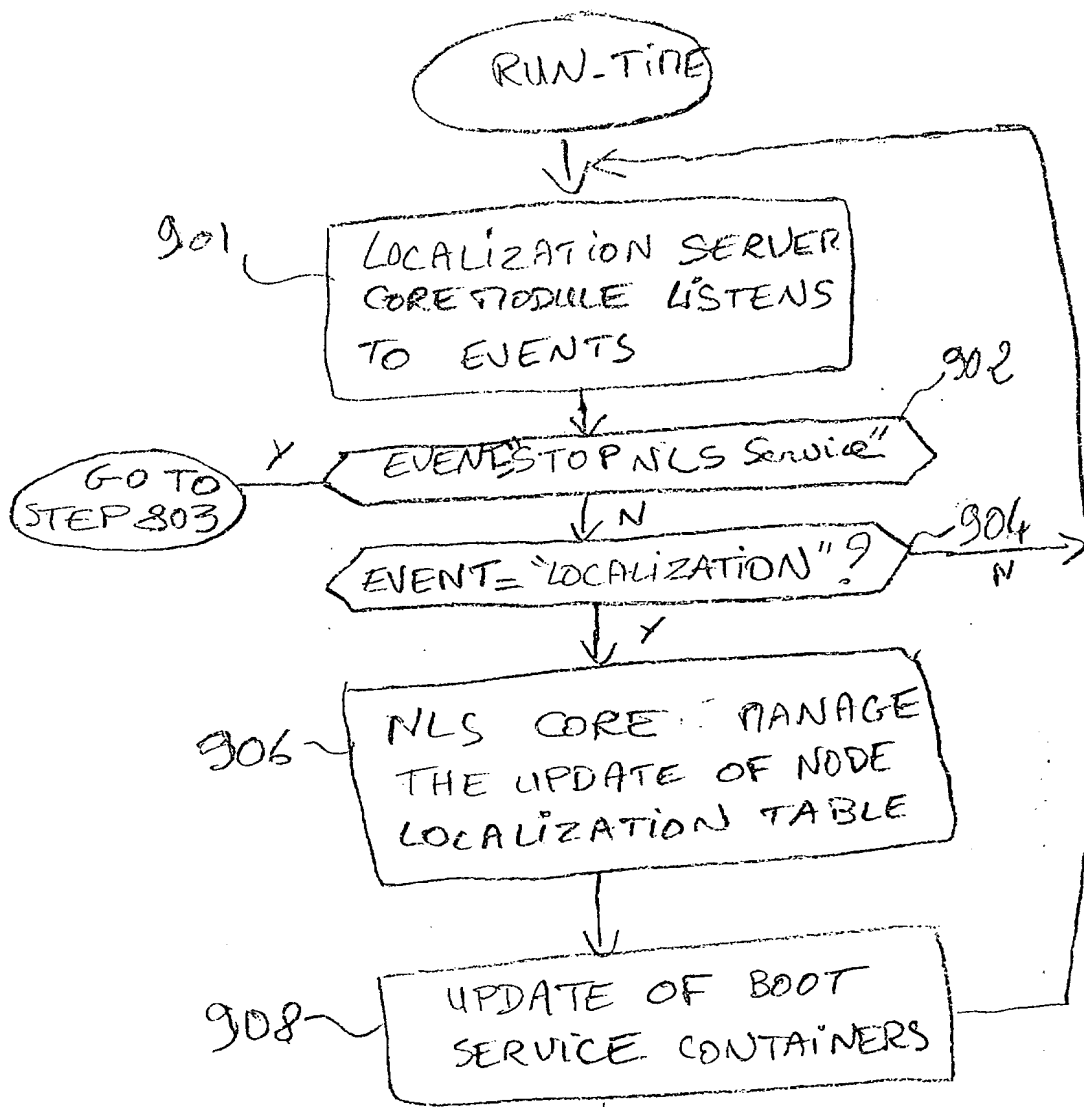 RUN-TIME
901
LOCALIZATION SERVER
CORE MODULE LISTENS
TO EVENTS
902
EVENT="STOP NLS Service"
Y
GO TO
STEP 803
N
904
EVENT="LOCALIZATION"?
N
Y
906
NLS CORE: MANAGE
THE UPDATE OF NODE
LOCALIZATION TABLE
908
UPDATE OF BOOT
SERVICE CONTAINERS